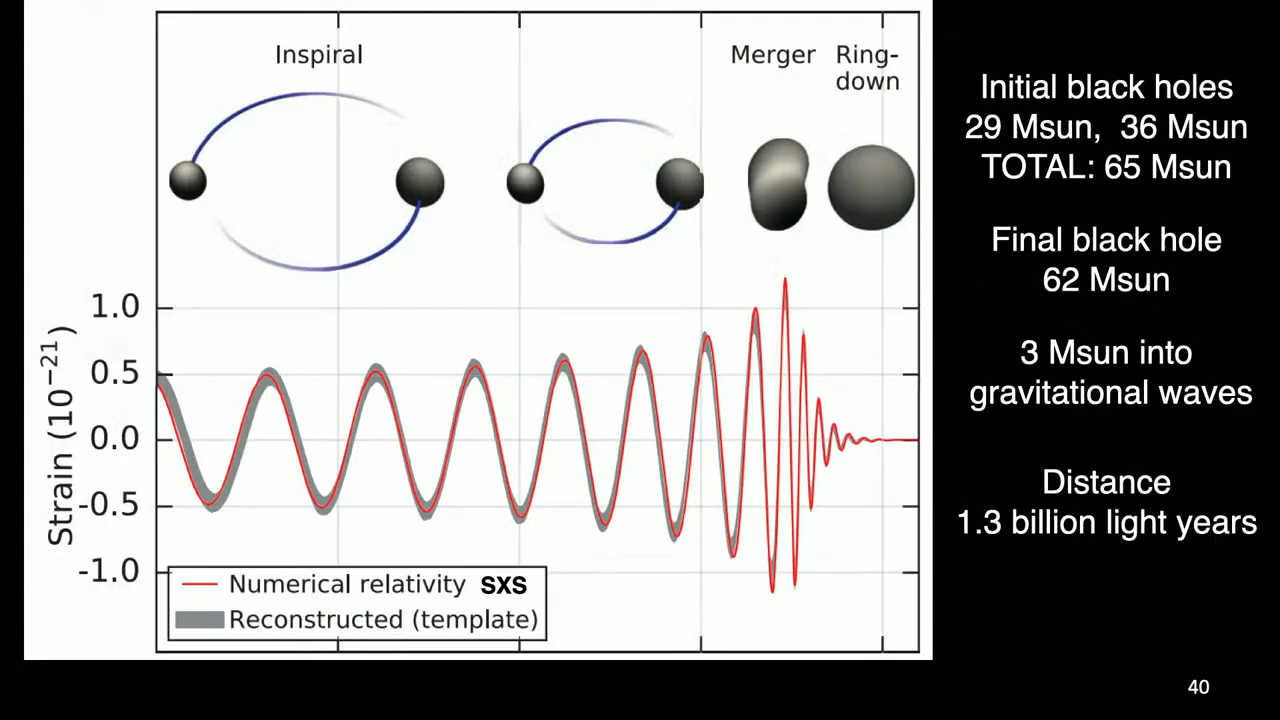 Inspiral
Merger
Ring-
down
1.0
0.5
0.0
-0.5
-1.0
Strain (10⁻²¹)
Numerical relativity SXS
Reconstructed (template)
Initial black holes
29 Msun, 36 Msun
TOTAL: 65 Msun
Final black hole
62 Msun
3 Msun into
gravitational waves
Distance
1.3 billion light years
40